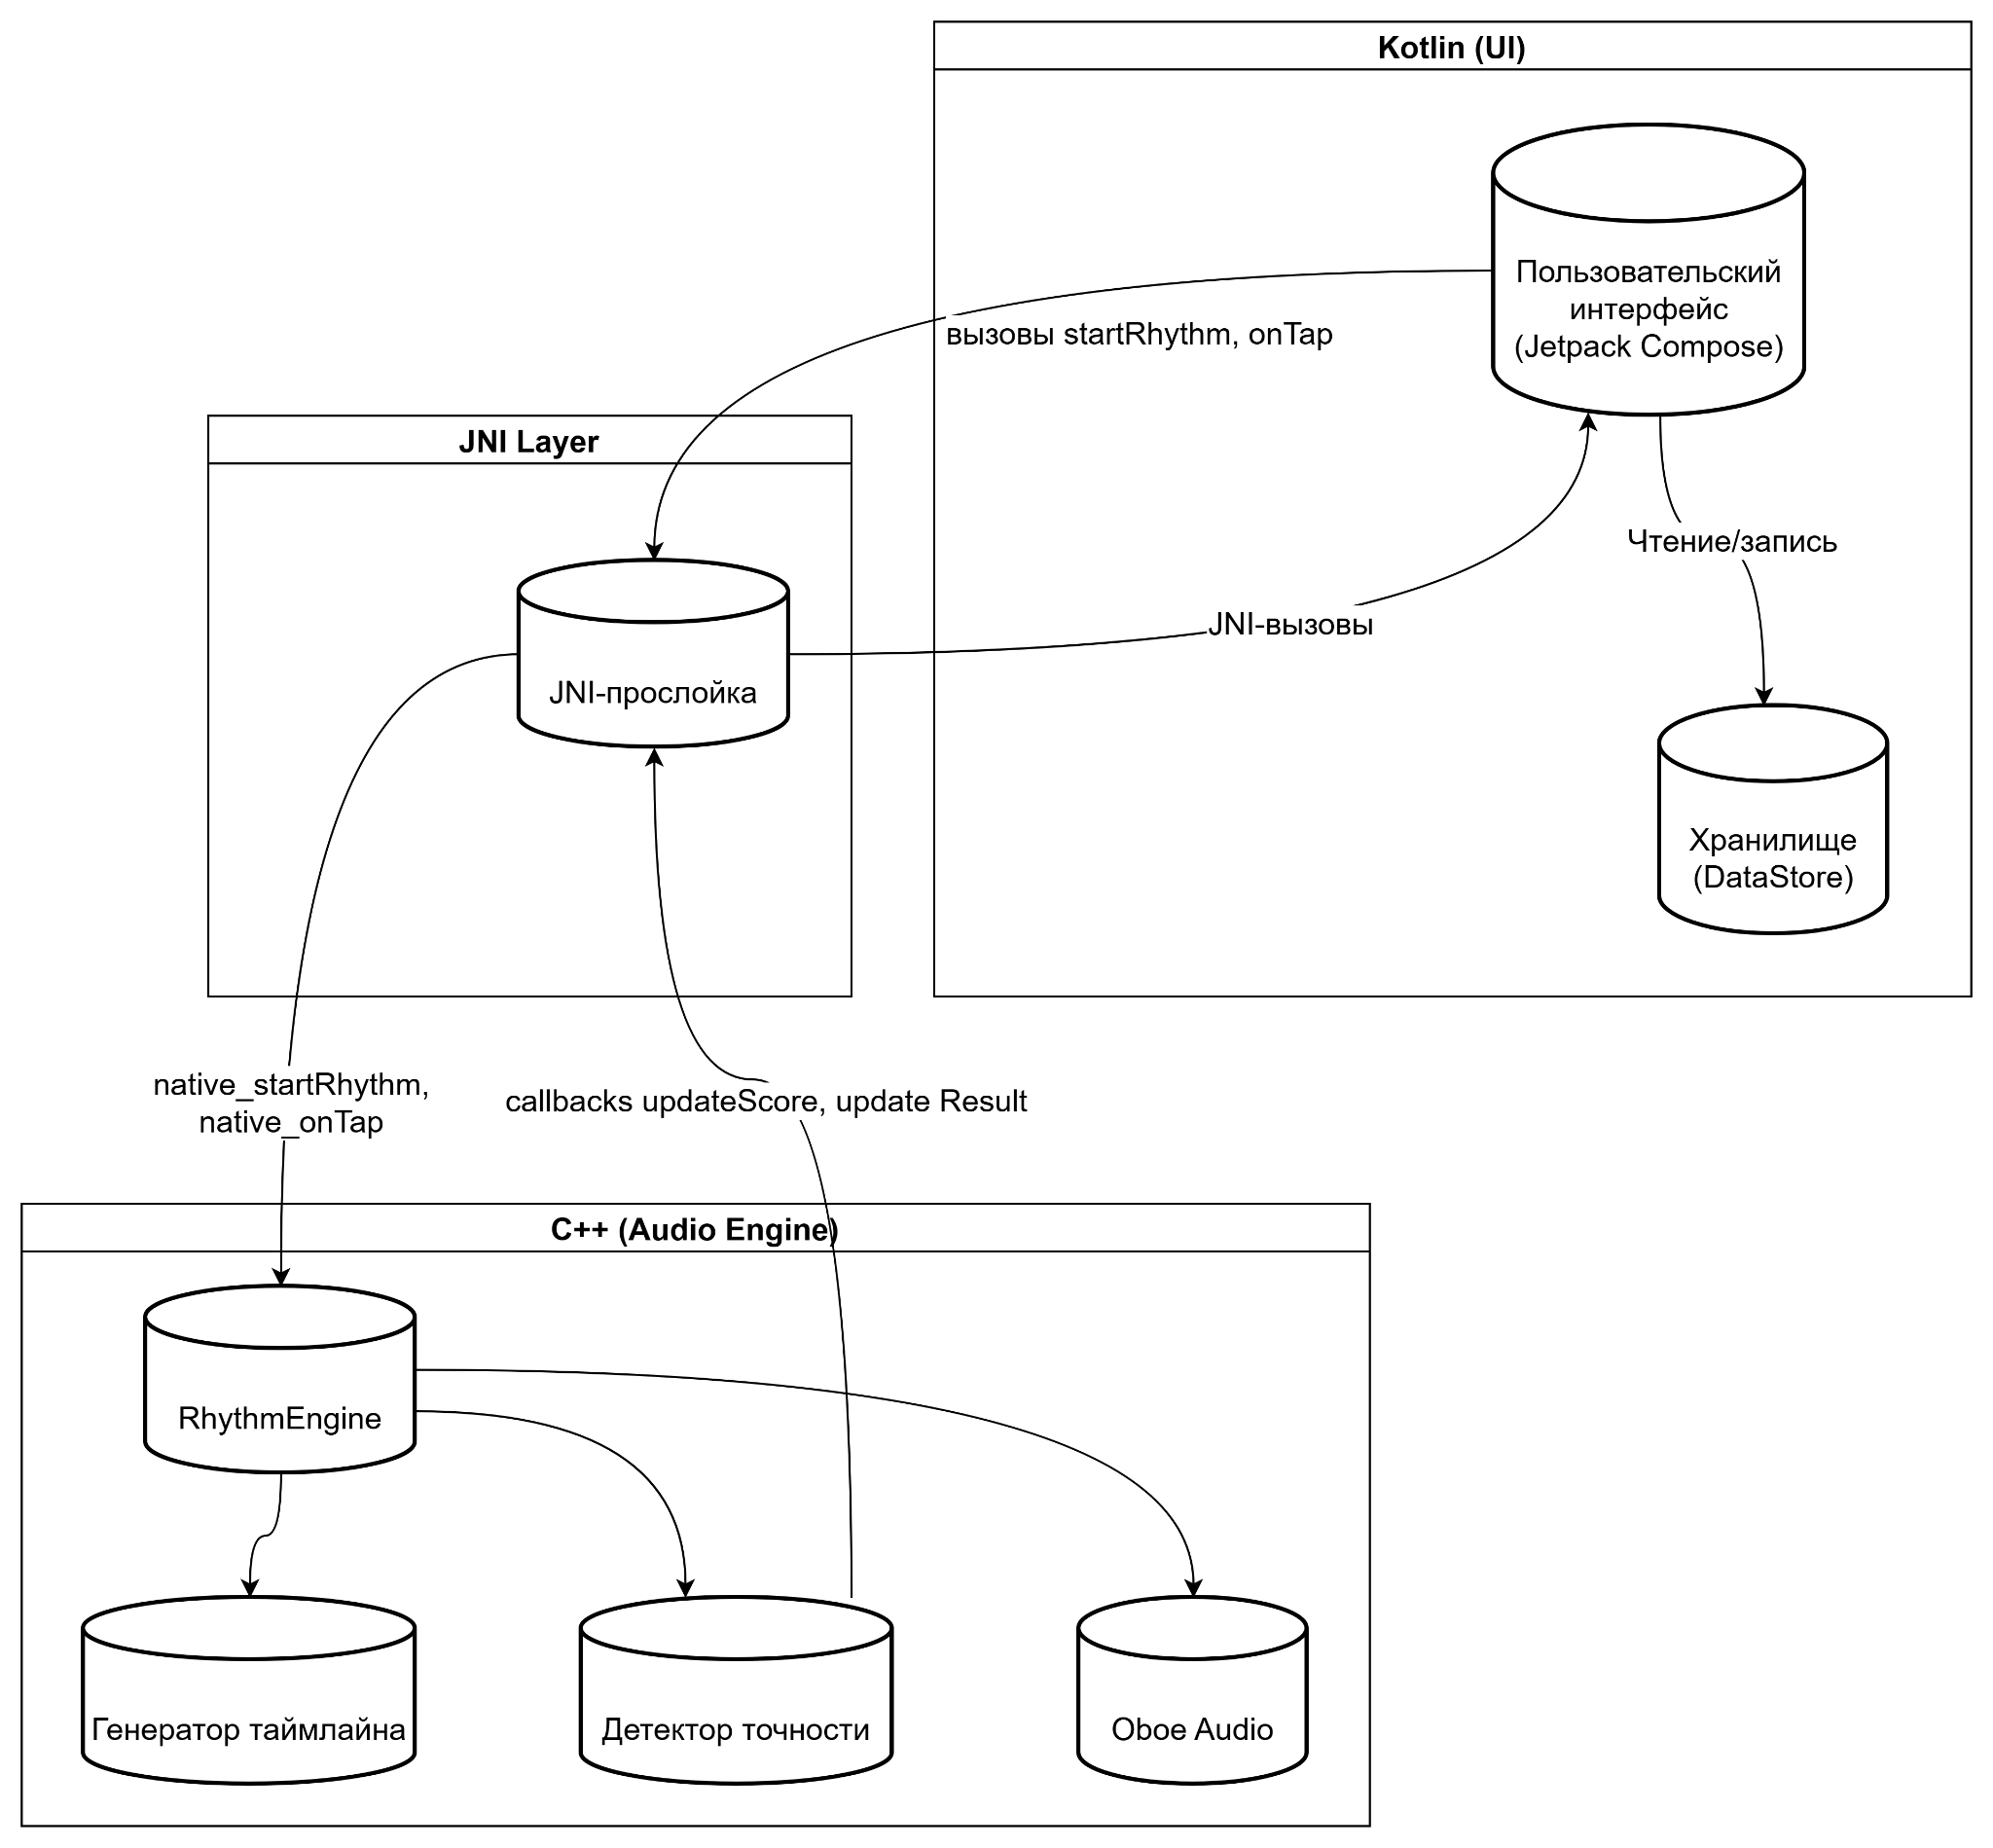 Kotlin (UI)
Пользовательский
интерфейс
(Jetpack Compose)
вызовы startRhythm, onTap
JNI Layer
Чтение/запись
JNI-вызовы
JNI-прослойка
Хранилище
(DataStore)
native_startRhythm,
native_onTap
callbacks updateScore, update Result
C++ (Audio Engine)
RhythmEngine
Генератор таймлайна
Детектор точности
Oboe Audio